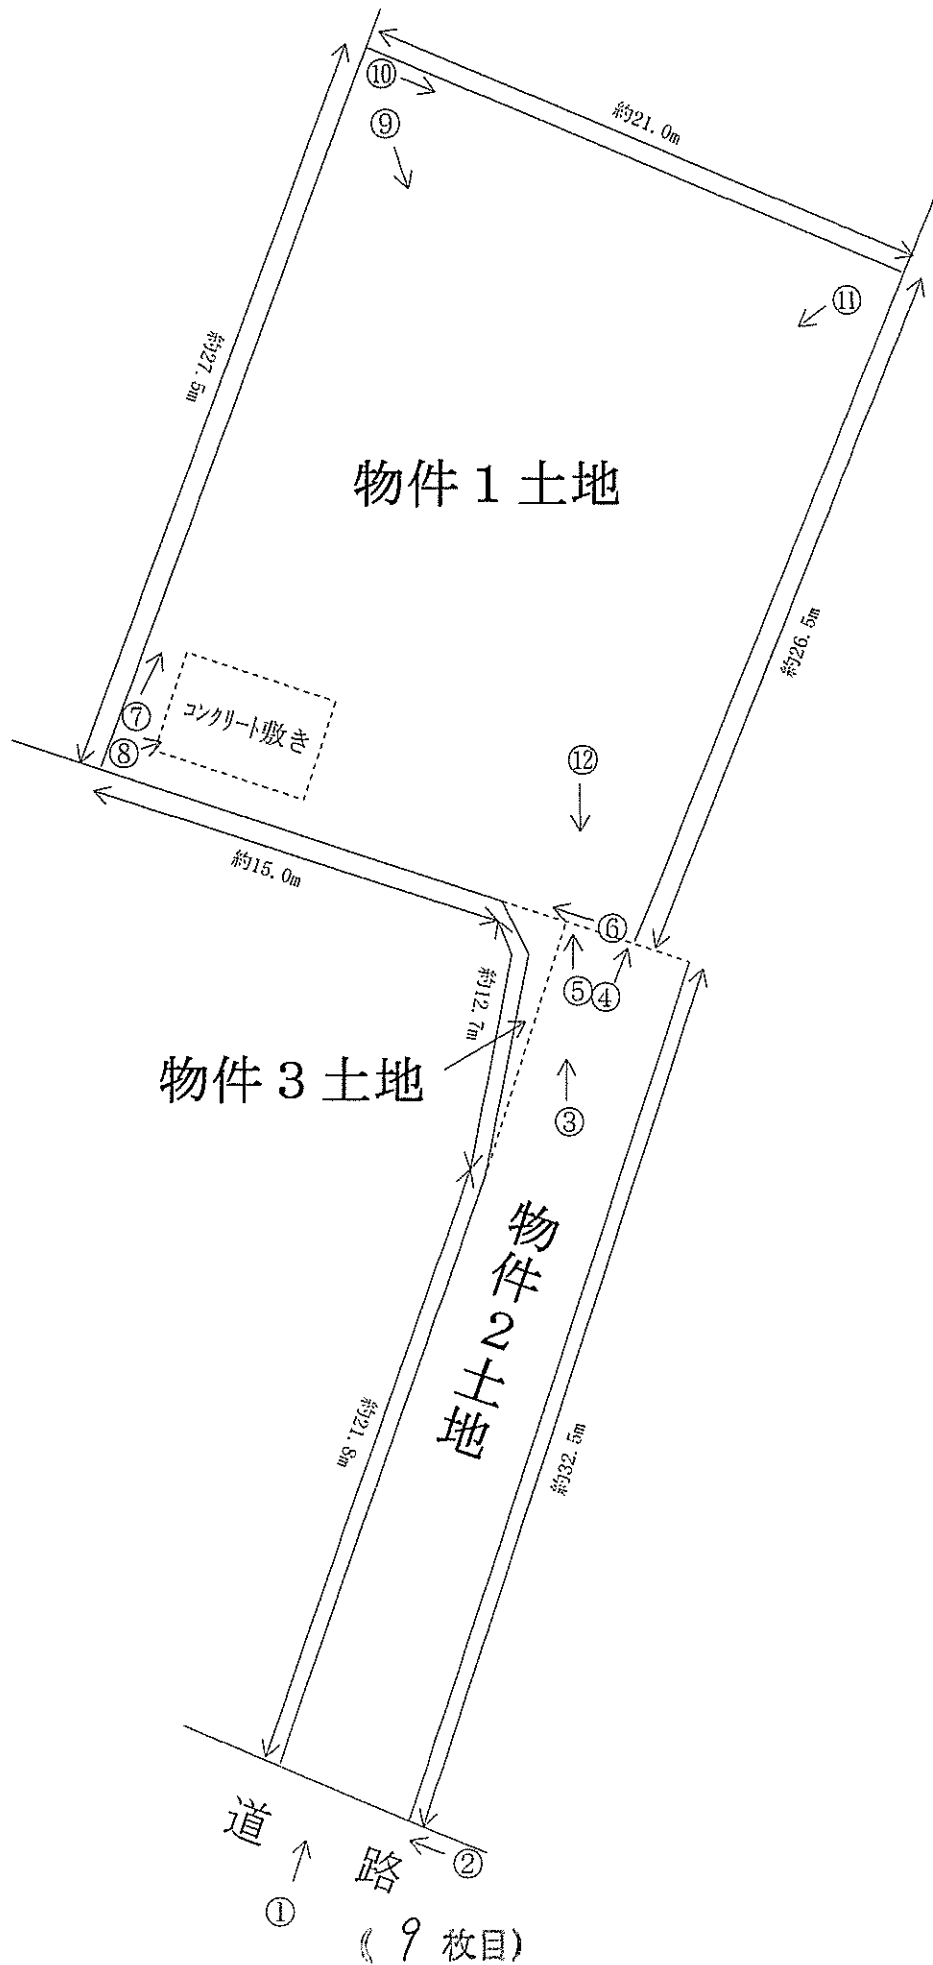 ⑩
約21.0m
⑨
⑪
約27.5m
物件1土地
約26.5m
コンクリート敷き
⑦
⑧
⑫
約15.0m
⑥
⑤④
約12.7m
物件3土地
③
物件2土地
約21.8m
約32.5m
道路
②
①
(9枚目)